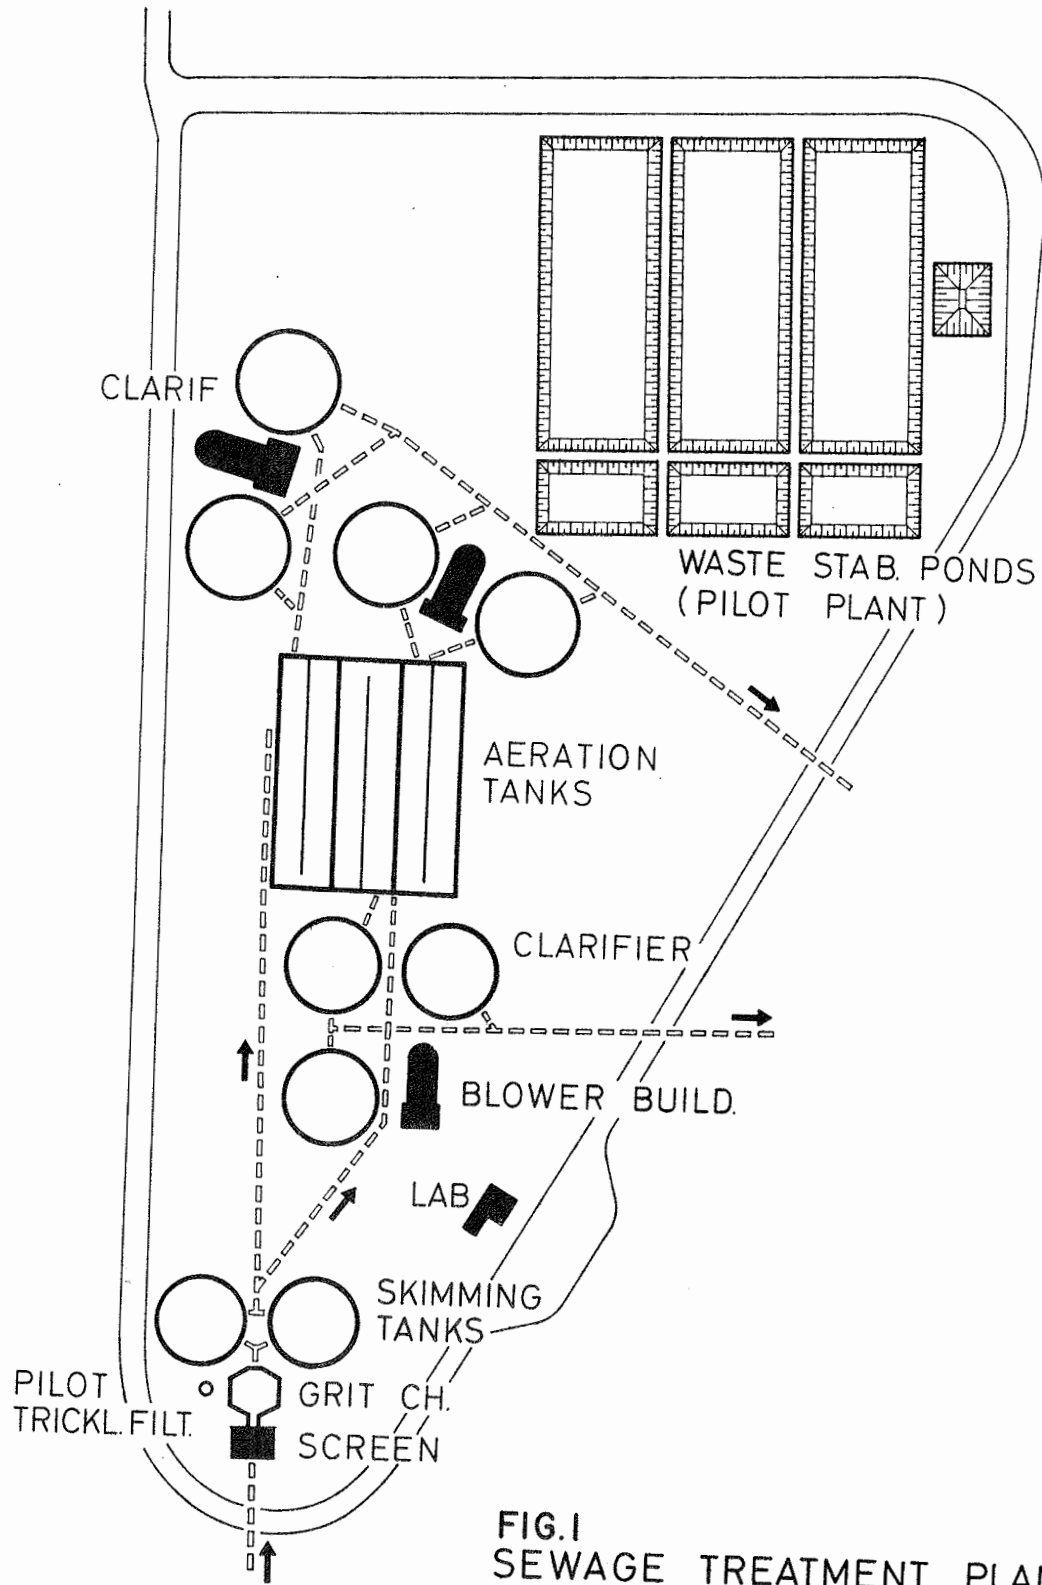 CLARIF
WASTE STAB. PONDS
(PILOT PLANT)
AERATION
TANKS
CLARIFIER
BLOWER BUILD.
LAB
SKIMMING
TANKS
PILOT
TRICKL. FILT.
GRIT CH.
SCREEN
FIG. 1
SEWAGE TREATMENT PLAN